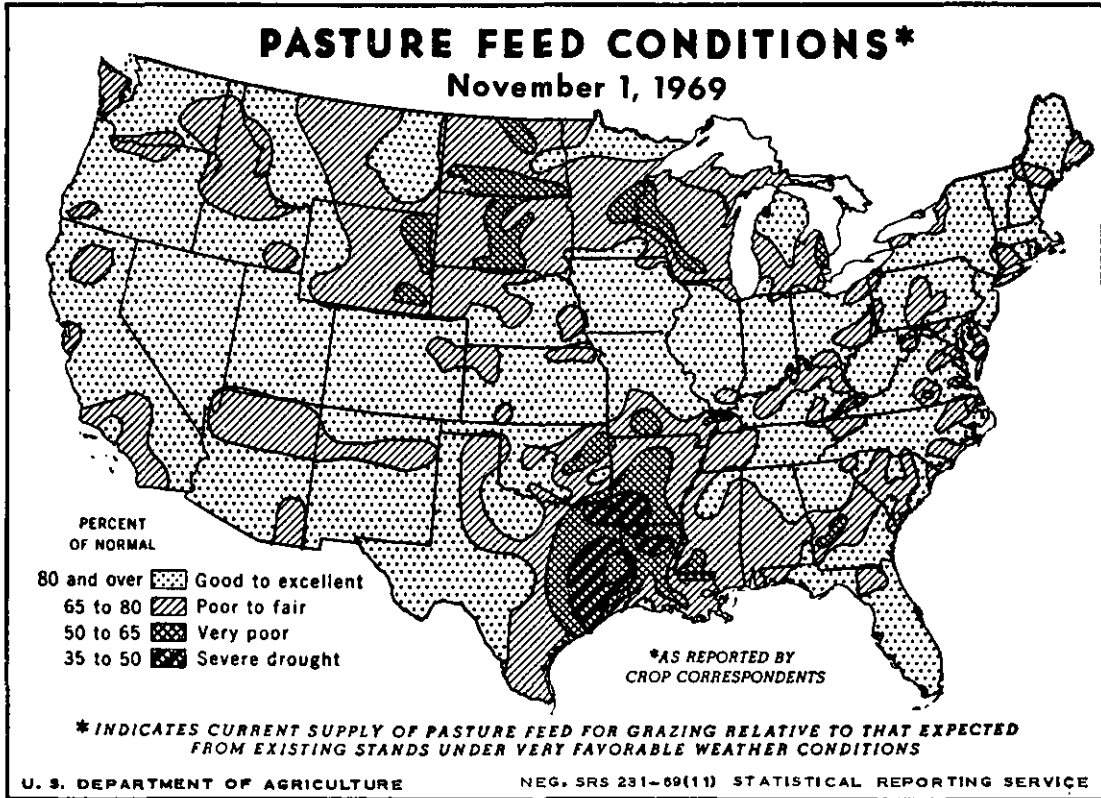 PASTURE FEED CONDITIONS*
November 1, 1969
PERCENT
OF NORMAL
80 and over Good to excellent
65 to 80 Poor to fair
50 to 65 Very poor
35 to 50 Severe drought
*AS REPORTED BY
CROP CORRESPONDENTS
* INDICATES CURRENT SUPPLY OF PASTURE FEED FOR GRAZING RELATIVE TO THAT EXPECTED
FROM EXISTING STANDS UNDER VERY FAVORABLE WEATHER CONDITIONS
U. S. DEPARTMENT OF AGRICULTURE NEG. SRS 231-69(11) STATISTICAL REPORTING SERVICE